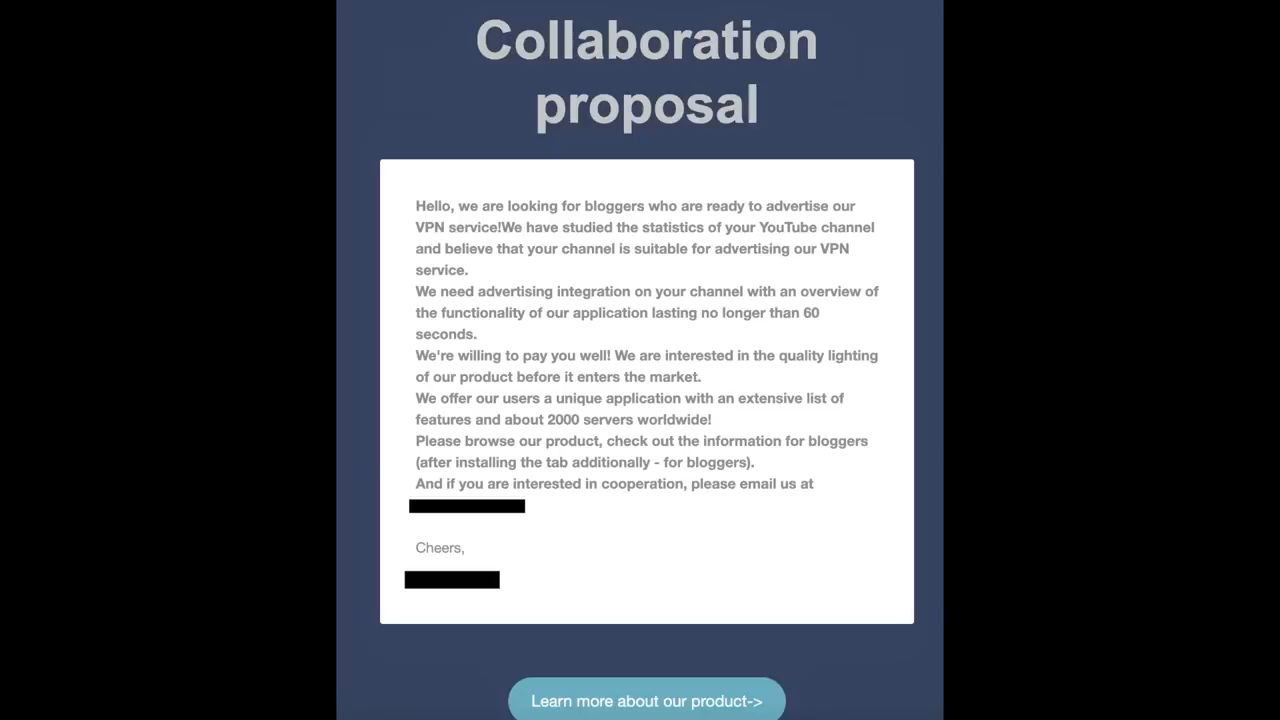 Collaboration
proposal
Hello, we are looking for bloggers who are ready to advertise our
VPN service!We have studied the statistics of your YouTube channel
and believe that your channel is suitable for advertising our VPN
service.
We need advertising integration on your channel with an overview of
the functionality of our application lasting no longer than 60
seconds.
We're willing to pay you well! We are interested in the quality lighting
of our product before it enters the market.
We offer our users a unique application with an extensive list of
features and about 2000 servers worldwide!
Please browse our product, check out the information for bloggers
(after installing the tab additionally - for bloggers).
And if you are interested in cooperation, please email us at
Cheers,
Learn more about our product->